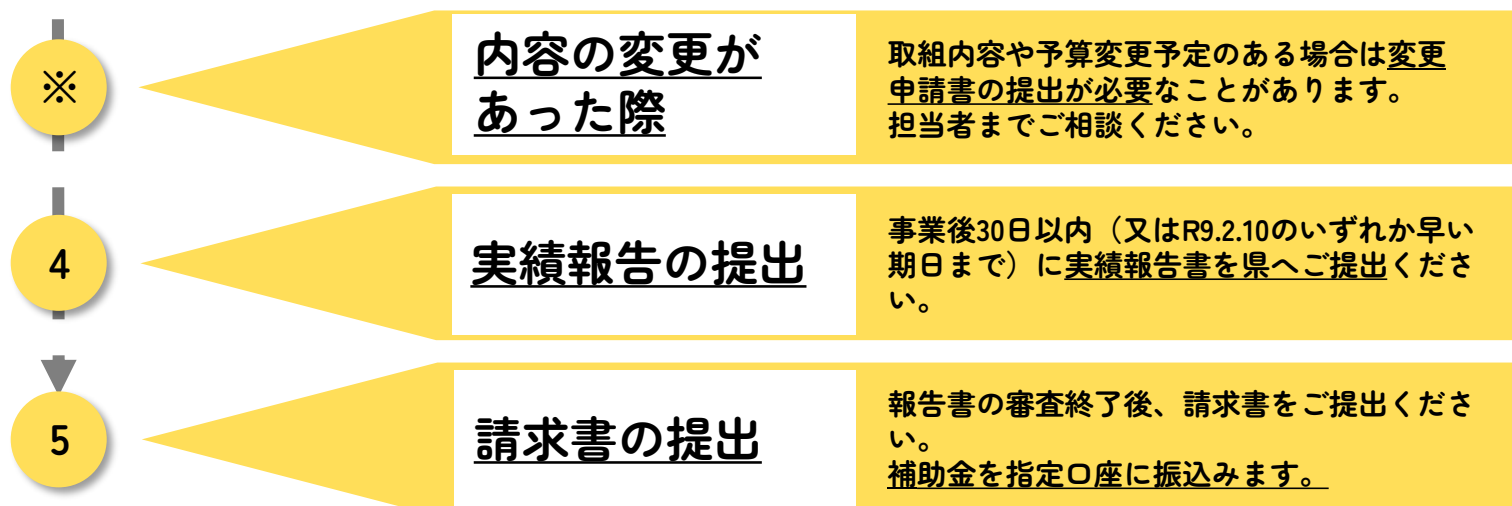 ※
内容の変更が
あった際
取組内容や予算変更予定のある場合は変更
申請書の提出が必要なことがあります。
担当者までご相談ください。
4
実績報告の提出
事業後30日以内（又はR9.2.10のいずれか早い
期日まで）に実績報告書を県へご提出くださ
い。
5
請求書の提出
報告書の審査終了後、請求書をご提出くださ
い。
補助金を指定口座に振込みます。